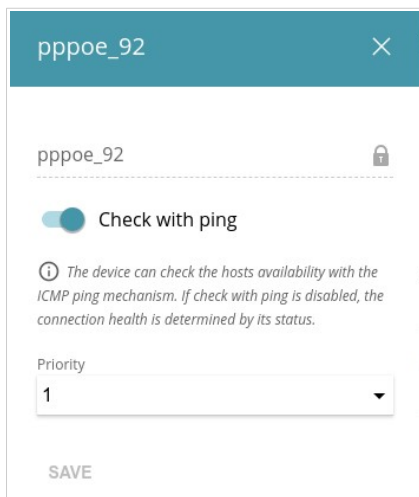 pppoe_92
pppoe_92
Check with ping
The device can check the hosts availability with the
ICMP ping mechanism. If check with ping is disabled, the
connection health is determined by its status.
Priority
1
SAVE